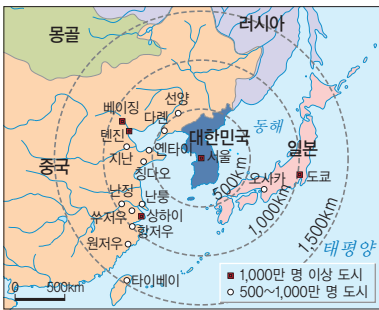 몽골
러시아
선양
베이징
다롄
대한민국
동해
톈진
옌타이
서울
일본
중국
지난
칭다오
500km
오사카
도쿄
난징
난퉁
1,000km
쑤저우
상하이
1,500km
항저우
원저우
태평양
타이베이
0 500km
1,000만 명 이상 도시
500~1,000만 명 도시